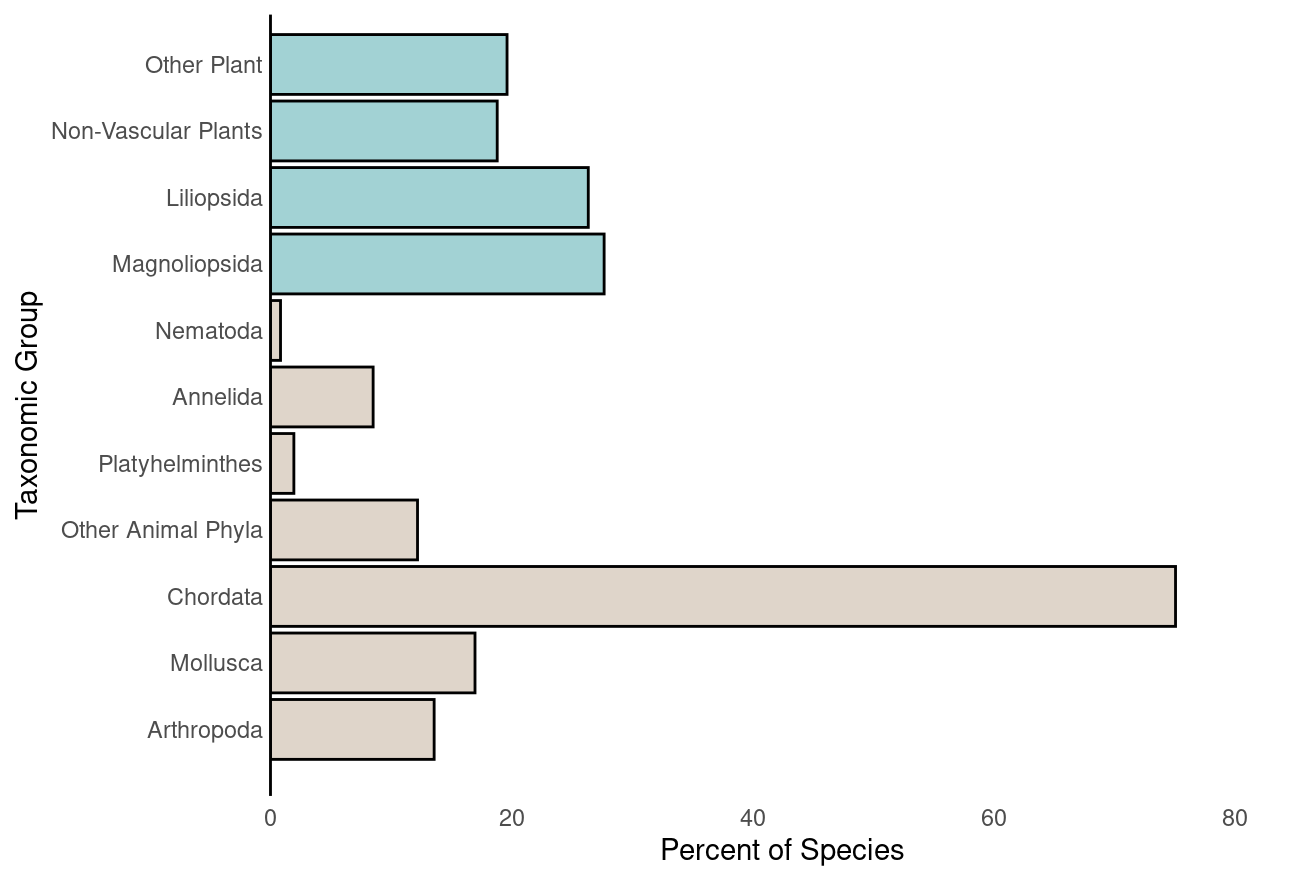 Other Plant
Non-Vascular Plants
Liliopsida
Magnoliopsida
Nematoda
Annelida
Platyhelminthes
Other Animal Phyla
Chordata
Mollusca
Arthropoda
Taxonomic Group
0 20 40 60 80
Percent of Species